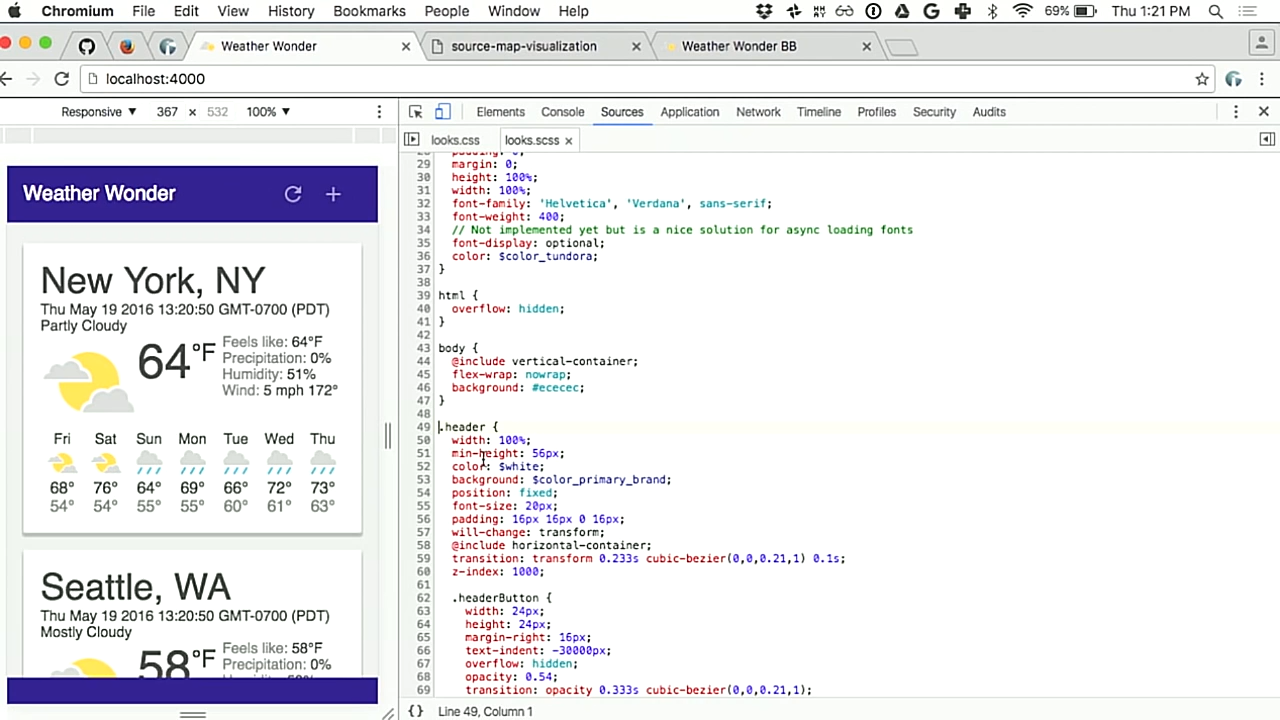 Chromium File Edit View History Bookmarks People Window Help 69% Thu 1:21 PM
Weather Wonder × source-map-visualization × Weather Wonder BB ×
localhost:4000
Responsive ▼ 367 × 532 100% ▼
Elements Console Sources Application Network Timeline Profiles Security Audits
looks.css looks.scss ×
Weather Wonder
New York, NY
Thu May 19 2016 13:20:50 GMT-0700 (PDT)
Partly Cloudy
64°F
Feels like: 64°F
Precipitation: 0%
Humidity: 51%
Wind: 5 mph 172°
Fri Sat Sun Mon Tue Wed Thu
68° 76° 64° 69° 66° 72° 73°
54° 54° 55° 55° 60° 61° 63°
Seattle, WA
Thu May 19 2016 13:20:50 GMT-0700 (PDT)
Mostly Cloudy
58°F
Feels like: 58°F
Precipitation: 0%
29 margin: 0;
30 height: 100%;
31 width: 100%;
32 font-family: 'Helvetica', 'Verdana', sans-serif;
33 font-weight: 400;
34 // Not implemented yet but is a nice solution for async loading fonts
35 font-display: optional;
36 color: $color_tundora;
37 }
38
39 html {
40 overflow: hidden;
41 }
42
43 body {
44 @include vertical-container;
45 flex-wrap: nowrap;
46 background: #ececec;
47 }
48
49 .header {
50 width: 100%;
51 min-height: 56px;
52 color: $white;
53 background: $color_primary_brand;
54 position: fixed;
55 font-size: 20px;
56 padding: 16px 16px 0 16px;
57 will-change: transform;
58 @include horizontal-container;
59 transition: transform 0.233s cubic-bezier(0,0,0.21,1) 0.1s;
60 z-index: 1000;
61
62 .headerButton {
63 width: 24px;
64 height: 24px;
65 margin-right: 16px;
66 text-indent: -30000px;
67 overflow: hidden;
68 opacity: 0.54;
69 transition: opacity 0.333s cubic-bezier(0,0,0.21,1);
{} Line 49, Column 1